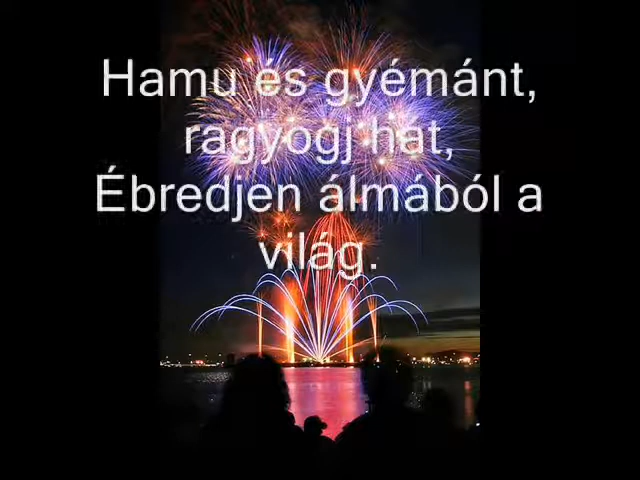 Hamu és gyémánt,
ragyogj hát,
Ébredjen álmából a
világ.